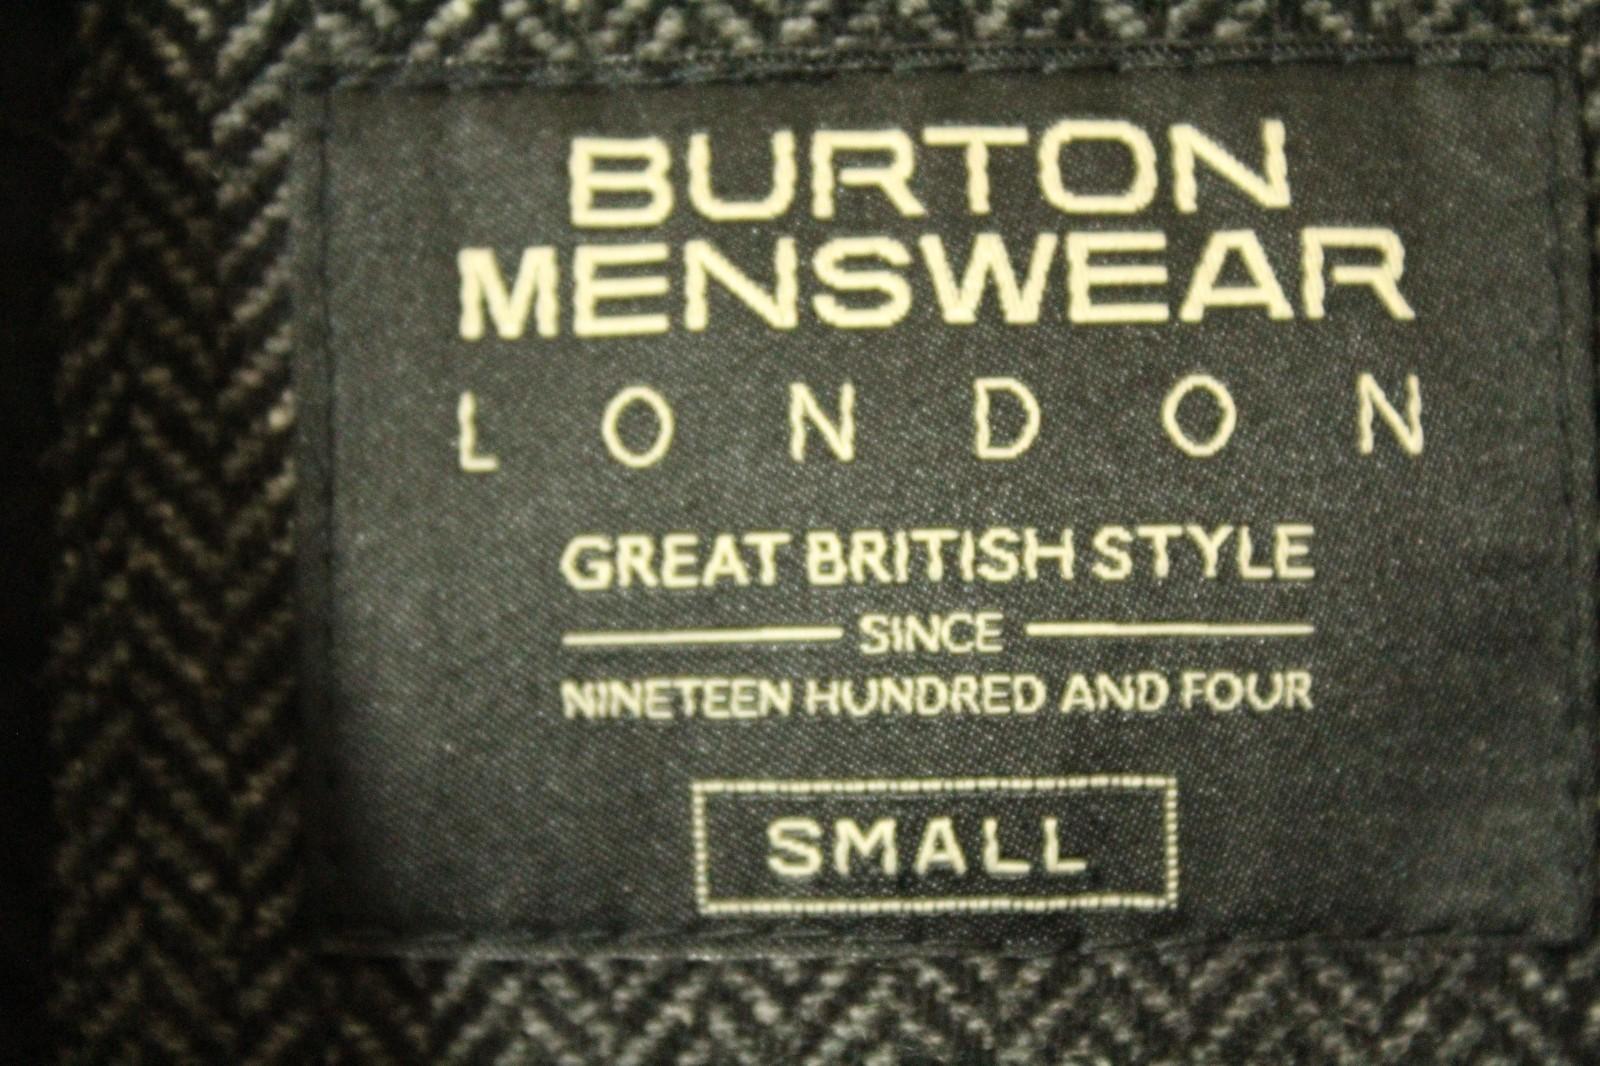 BURTON
MENSWEAR
LONDON
GREAT BRITISH STYLE
SINCE
NINETEEN HUNDRED AND FOUR
SMALL